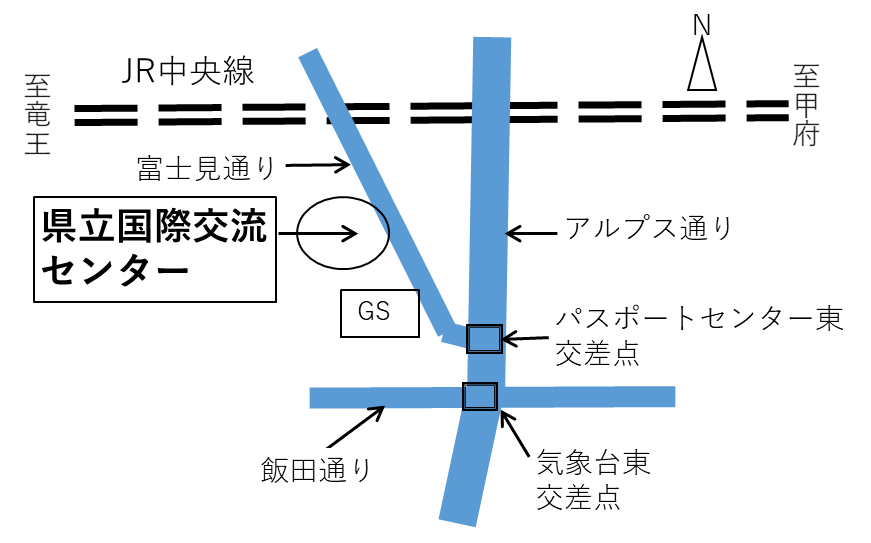 N
JR中央線
至竜王
至甲府
富士見通り
県立国際交流
センター
アルプス通り
GS
パスポートセンター東
交差点
飯田通り
気象台東
交差点